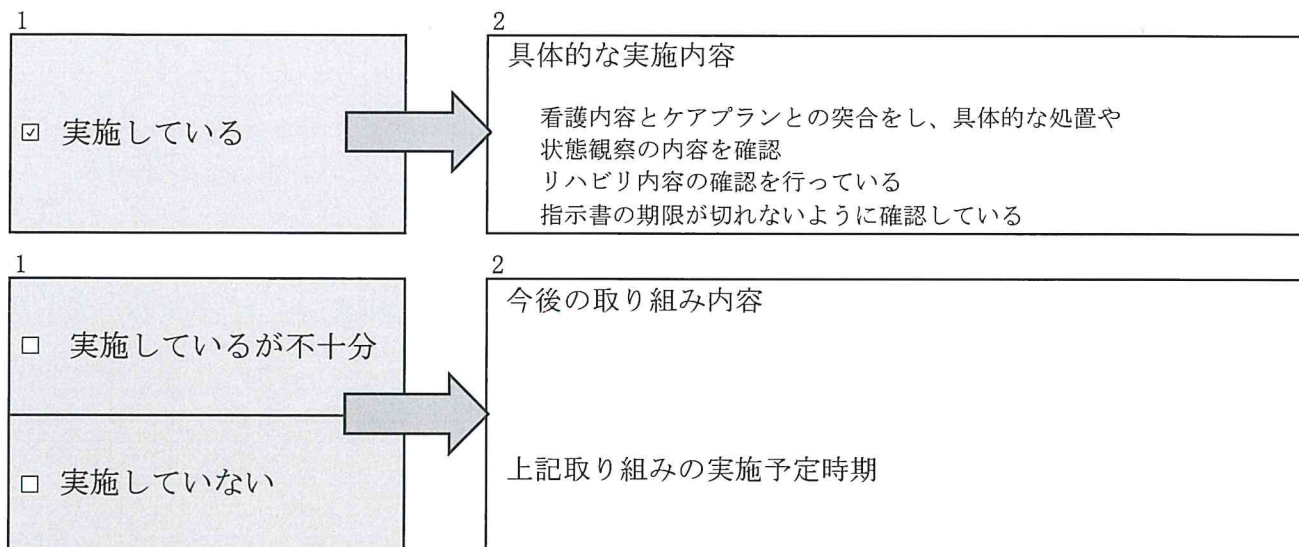 1
2
☑ 実施している
具体的な実施内容
看護内容とケアプランとの突合をし、具体的な処置や
状態観察の内容を確認
リハビリ内容の確認を行っている
指示書の期限が切れないように確認している
1
2
□ 実施しているが不十分
□ 実施していない
今後の取り組み内容
上記取り組みの実施予定時期